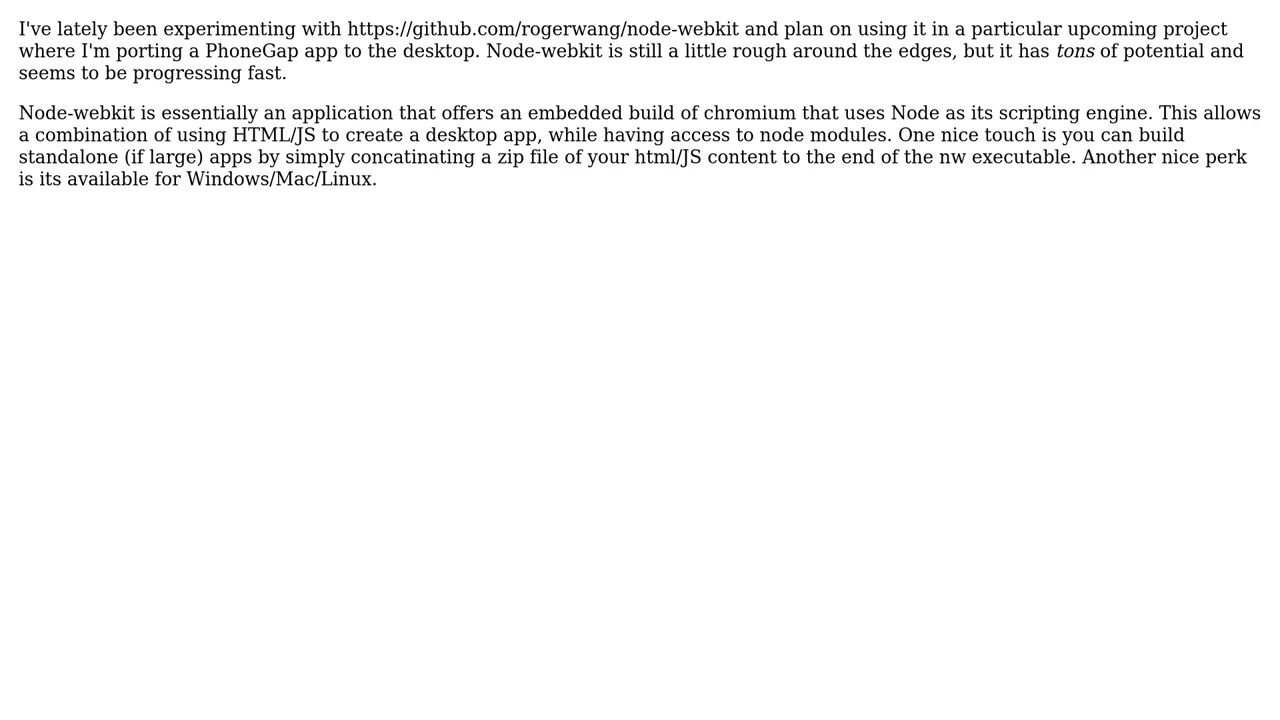 I've lately been experimenting with https://github.com/rogerwang/node-webkit and plan on using it in a particular upcoming project
where I'm porting a PhoneGap app to the desktop. Node-webkit is still a little rough around the edges, but it has tons of potential and
seems to be progressing fast.
Node-webkit is essentially an application that offers an embedded build of chromium that uses Node as its scripting engine. This allows
a combination of using HTML/JS to create a desktop app, while having access to node modules. One nice touch is you can build
standalone (if large) apps by simply concatinating a zip file of your html/JS content to the end of the nw executable. Another nice perk
is its available for Windows/Mac/Linux.